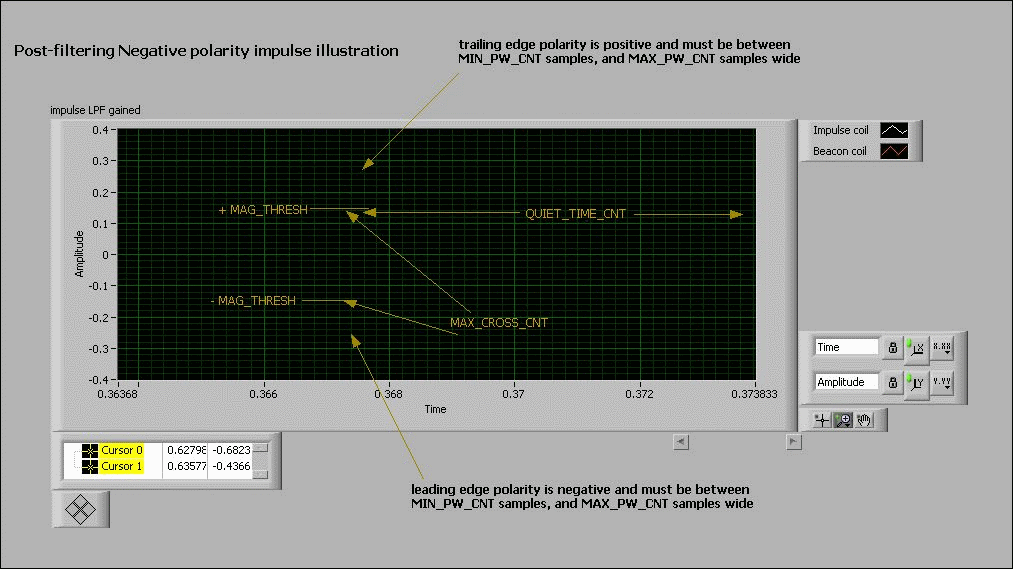 Post-filtering Negative polarity impulse illustration
trailing edge polarity is positive and must be between
MIN_PW_CNT samples, and MAX_PW_CNT samples wide
impulse LPF gained
Impulse coil
Beacon coil
Amplitude
0.4
0.3
0.2
0.1
0
-0.1
-0.2
-0.3
-0.4
+ MAG_THRESH
QUIET_TIME_CNT
- MAG_THRESH
MAX_CROSS_CNT
0.36368
0.366
0.368
0.37
0.372
0.373833
Time
Time
X.XX
Amplitude
Y.YY
Cursor 0 0.62798 -0.6823
Cursor 1 0.63577 -0.4366
leading edge polarity is negative and must be between
MIN_PW_CNT samples, and MAX_PW_CNT samples wide